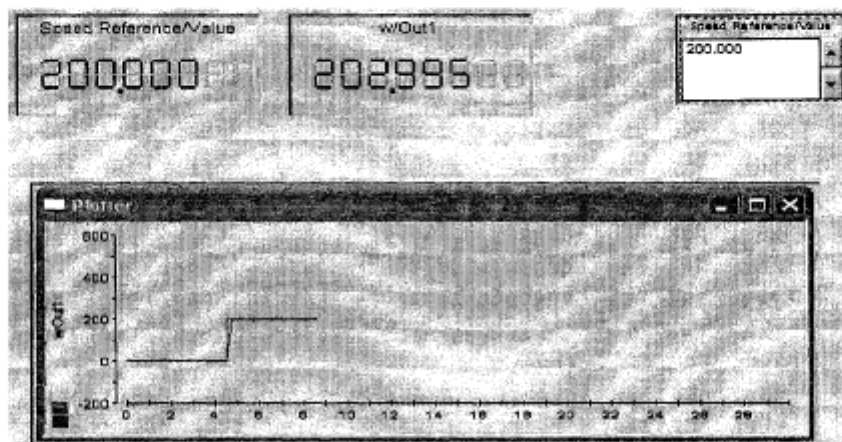 Speed Reference/Value
w/Out1
Speed Reference/Value
200.000
202.995
200.000
Plotter
600
400
200
0
-200
w/Out1
0 2 4 6 8 10 12 14 16 18 20 22 24 26 28